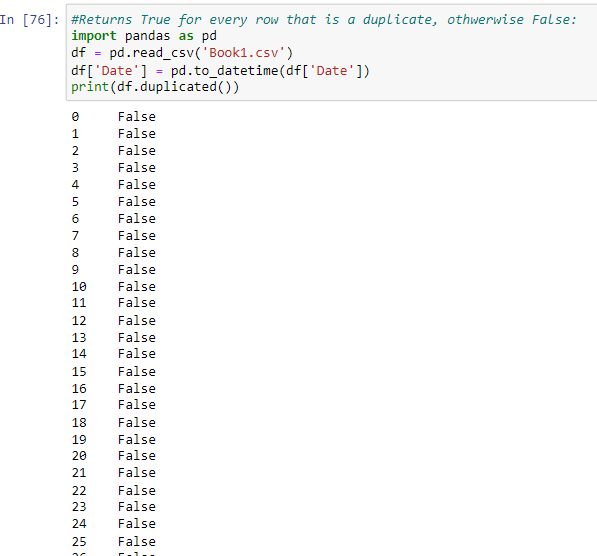 In [76]: #Returns True for every row that is a duplicate, othwerwise False:
import pandas as pd
df = pd.read_csv('Book1.csv')
df['Date'] = pd.to_datetime(df['Date'])
print(df.duplicated())
0 False
1 False
2 False
3 False
4 False
5 False
6 False
7 False
8 False
9 False
10 False
11 False
12 False
13 False
14 False
15 False
16 False
17 False
18 False
19 False
20 False
21 False
22 False
23 False
24 False
25 False